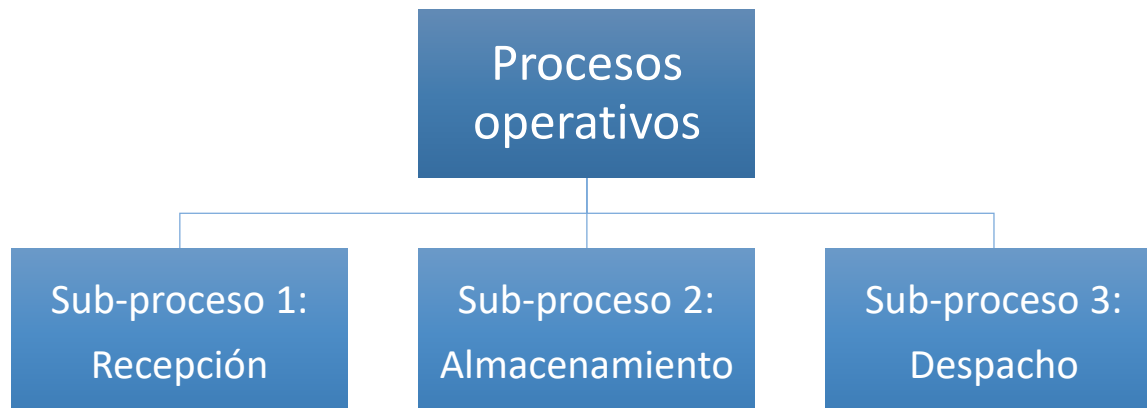 Procesos
operativos
Sub-proceso 1:
Recepción
Sub-proceso 2:
Almacenamiento
Sub-proceso 3:
Despacho